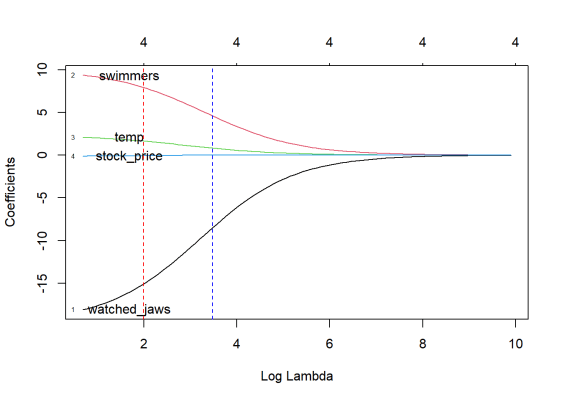 4 4 4 4 4
10
5
0
-5
-10
-15
Coefficients
2 swimmers
3 temp
4 stock_price
1 watched_jaws
2 4 6 8 10
Log Lambda